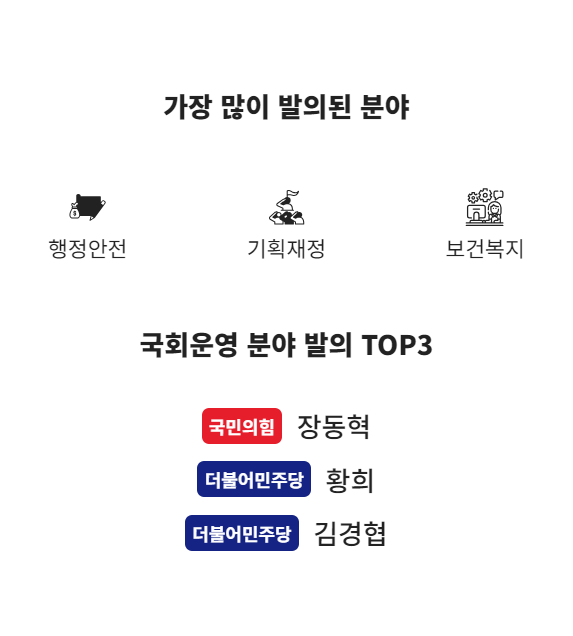 가장 많이 발의된 분야
행정안전 기획재정 보건복지
국회운영 분야 발의 TOP3
국민의힘 장동혁
더불어민주당 황희
더불어민주당 김경협